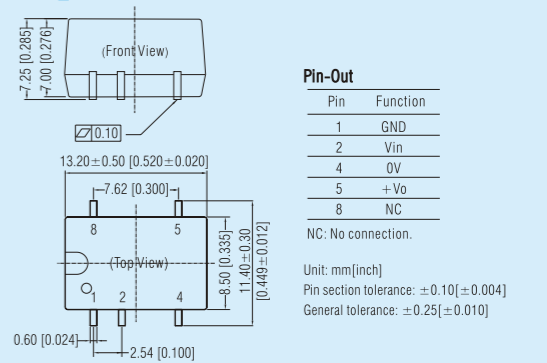 7.25 [0.285]
7.00 [0.276]
(Front View)
0.10
13.20±0.50 [0.520±0.020]
7.62 [0.300]
8 5
(Top View)
1 2 4
8.50 [0.335]
11.40±0.30
[0.449±0.012]
0.60 [0.024]
2.54 [0.100]
Pin-Out
Pin Function
1 GND
2 Vin
4 0V
5 +Vo
8 NC
NC: No connection.
Unit: mm[inch]
Pin section tolerance: ±0.10[±0.004]
General tolerance: ±0.25[±0.010]